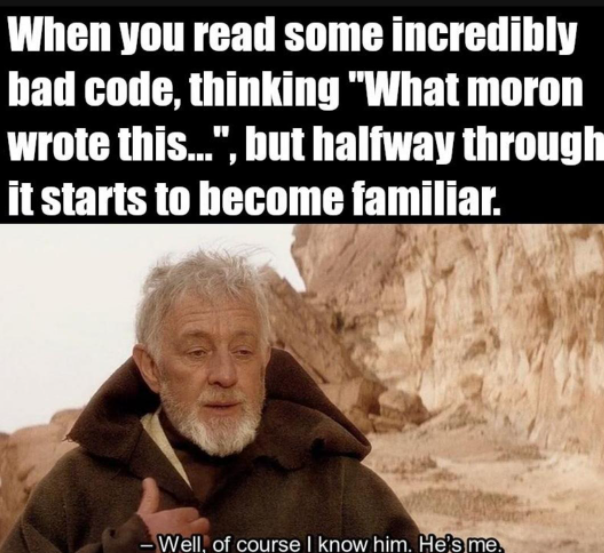 When you read some incredibly
bad code, thinking "What moron
wrote this...", but halfway through
it starts to become familiar.
– Well, of course I know him. He's me.